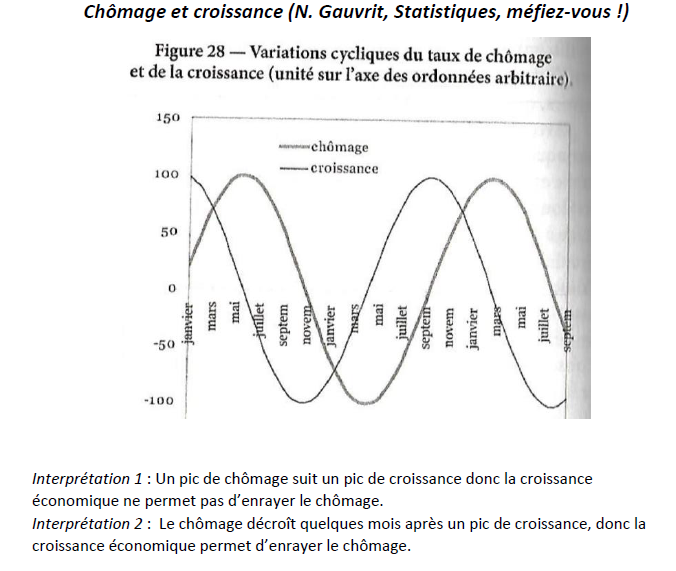 Chômage et croissance (N. Gauvrit, Statistiques, méfiez-vous !)
Figure 28 — Variations cycliques du taux de chômage
et de la croissance (unité sur l'axe des ordonnées arbitraire).
150
chômage
croissance
100
50
0
-50
-100
janvier
mars
mai
juillet
septem
novem
janvier
mars
mai
juillet
septem
novem
janvier
mars
mai
juillet
septem
Interprétation 1 : Un pic de chômage suit un pic de croissance donc la croissance
économique ne permet pas d'enrayer le chômage.
Interprétation 2 : Le chômage décroît quelques mois après un pic de croissance, donc la
croissance économique permet d'enrayer le chômage.